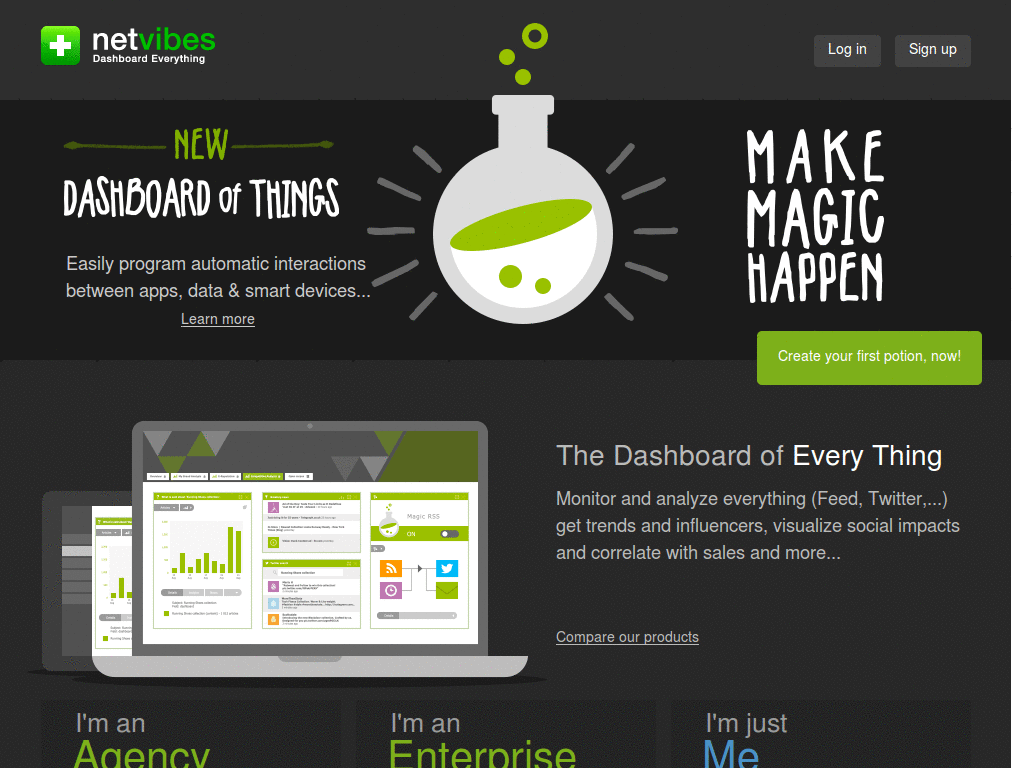 netvibes
Dashboard Everything
Log in
Sign up
NEW
DASHBOARD of THINGS
Easily program automatic interactions
between apps, data & smart devices...
Learn more
MAKE
MAGIC
HAPPEN
Create your first potion, now!
Magic RSS
ON
The Dashboard of Every Thing
Monitor and analyze everything (Feed, Twitter,...)
get trends and influencers, visualize social impacts
and correlate with sales and more...
Compare our products
I'm an
Agency
I'm an
Enterprise
I'm just
Me